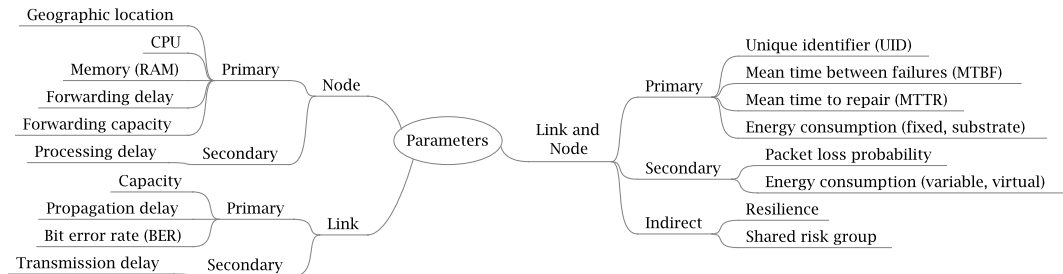 Geographic location
CPU
Memory (RAM)
Forwarding delay
Forwarding capacity
Primary
Processing delay
Secondary
Node
Capacity
Propagation delay
Bit error rate (BER)
Primary
Transmission delay
Secondary
Link
Parameters
Link and
Node
Primary
Unique identifier (UID)
Mean time between failures (MTBF)
Mean time to repair (MTTR)
Energy consumption (fixed, substrate)
Secondary
Packet loss probability
Energy consumption (variable, virtual)
Indirect
Resilience
Shared risk group